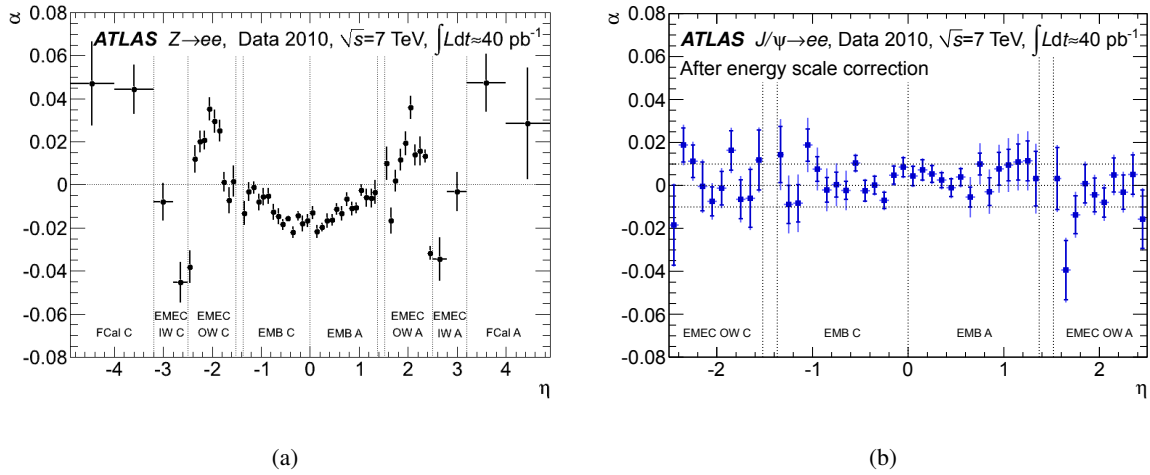 α
0.08
0.06
0.04
0.02
0
-0.02
-0.04
-0.06
-0.08
ATLAS Z→ee, Data 2010, √s=7 TeV, ∫Ldt≈40 pb⁻¹
FCal C
EMEC
IW C
EMEC
OW C
EMB C
EMB A
EMEC
OW A
EMEC
IW A
FCal A
-4 -3 -2 -1 0 1 2 3 4
η
(a)
α
0.08
0.06
0.04
0.02
0
-0.02
-0.04
-0.06
-0.08
ATLAS J/ψ→ee, Data 2010, √s=7 TeV, ∫Ldt≈40 pb⁻¹
After energy scale correction
EMEC OW C
EMB C
EMB A
EMEC OW A
-2 -1 0 1 2
η
(b)